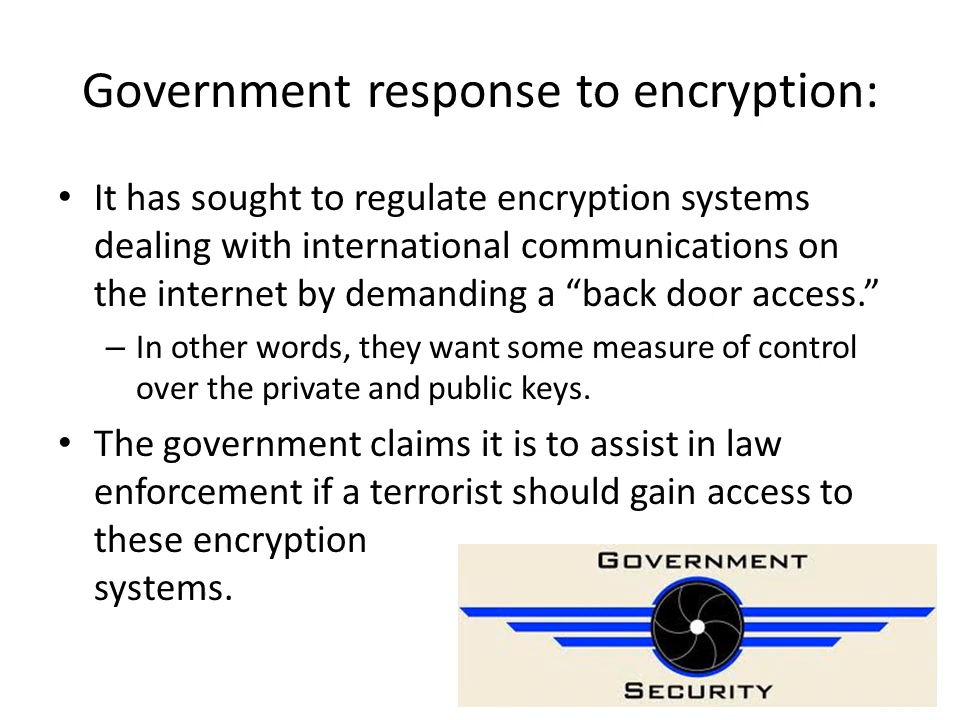 Government response to encryption:
• It has sought to regulate encryption systems
dealing with international communications on
the internet by demanding a “back door access.”
– In other words, they want some measure of control
over the private and public keys.
• The government claims it is to assist in law
enforcement if a terrorist should gain access to
these encryption
systems.
GOVERNMENT
SECURITY